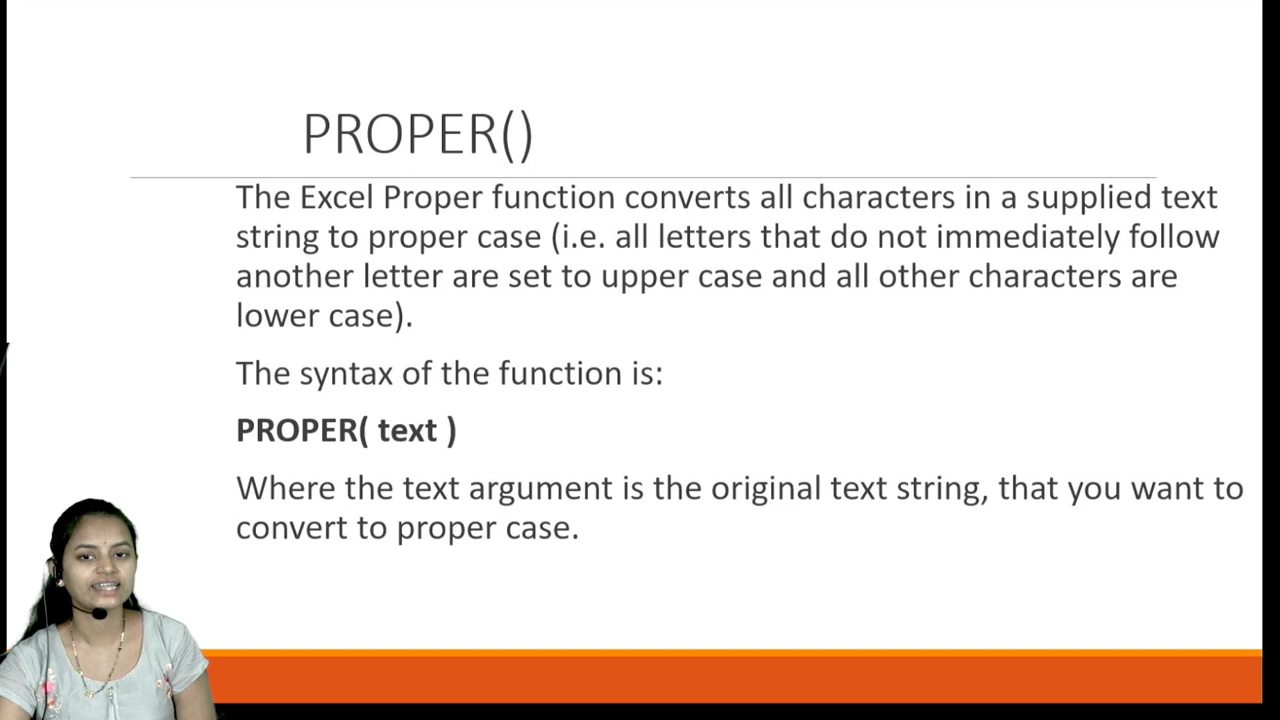 PROPER()
The Excel Proper function converts all characters in a supplied text
string to proper case (i.e. all letters that do not immediately follow
another letter are set to upper case and all other characters are
lower case).
The syntax of the function is:
PROPER( text )
Where the text argument is the original text string, that you want to
convert to proper case.